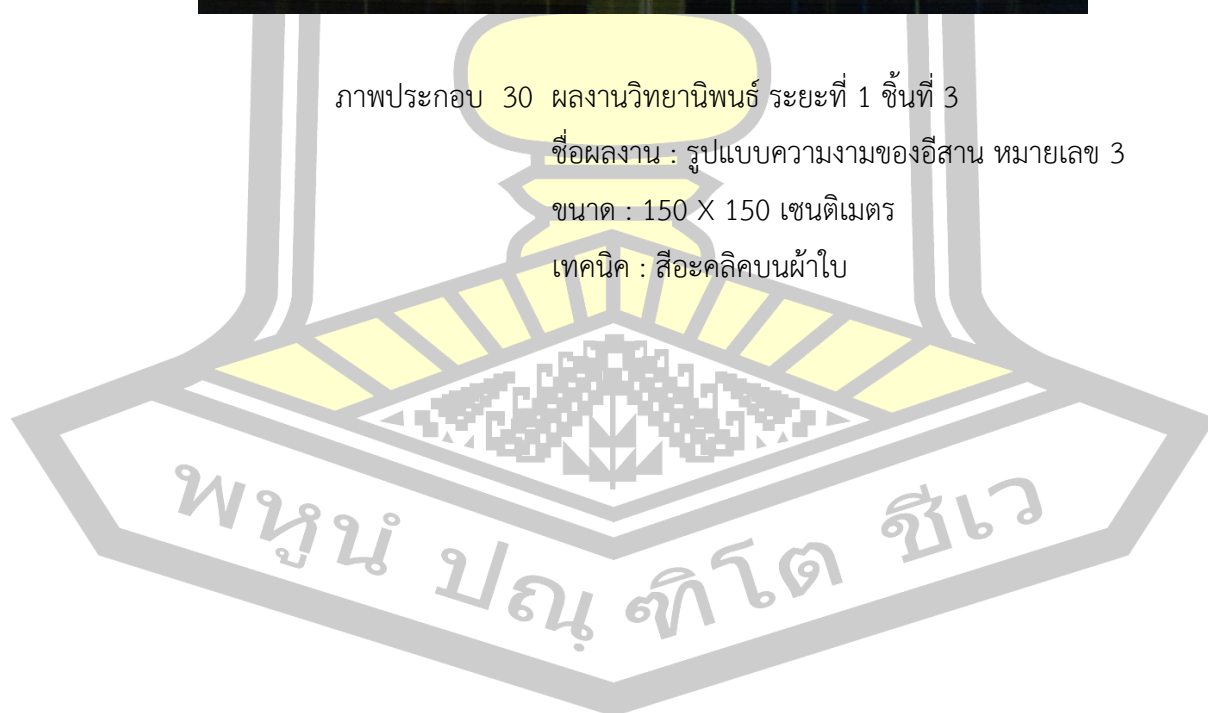 ภาพประกอบ 30 ผลงานวิทยานิพนธ์ ระยะที่ 1 ชิ้นที่ 3
ชื่อผลงาน : รูปแบบความงามของอีสาน หมายเลข 3
ขนาด : 150 X 150 เซนติเมตร
เทคนิค : สีอะคลิคบนผ้าใบ
พหูนํ ปณฺฑิโต ชีเว